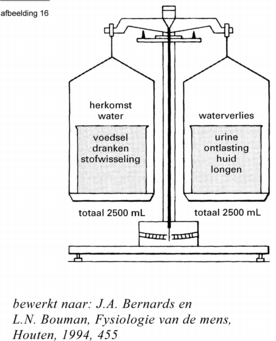 afbeelding 16
herkomst
water
voedsel
dranken
stofwisseling
totaal 2500 mL
waterverlies
urine
ontlasting
huid
longen
totaal 2500 mL
bewerkt naar: J.A. Bernards en
L.N. Bouman, Fysiologie van de mens,
Houten, 1994, 455